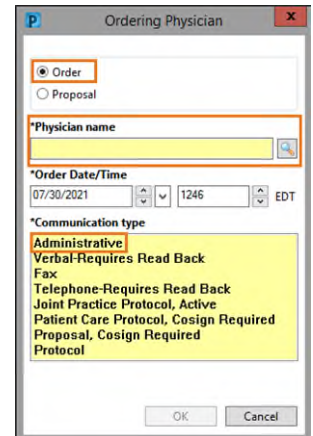 P Ordering Physician x
Order
Proposal
*Physician name
*Order Date/Time
07/30/2021 1246 EDT
*Communication type
Administrative
Verbal-Requires Read Back
Fax
Telephone-Requires Read Back
Joint Practice Protocol, Active
Patient Care Protocol, Cosign Required
Proposal, Cosign Required
Protocol
OK Cancel